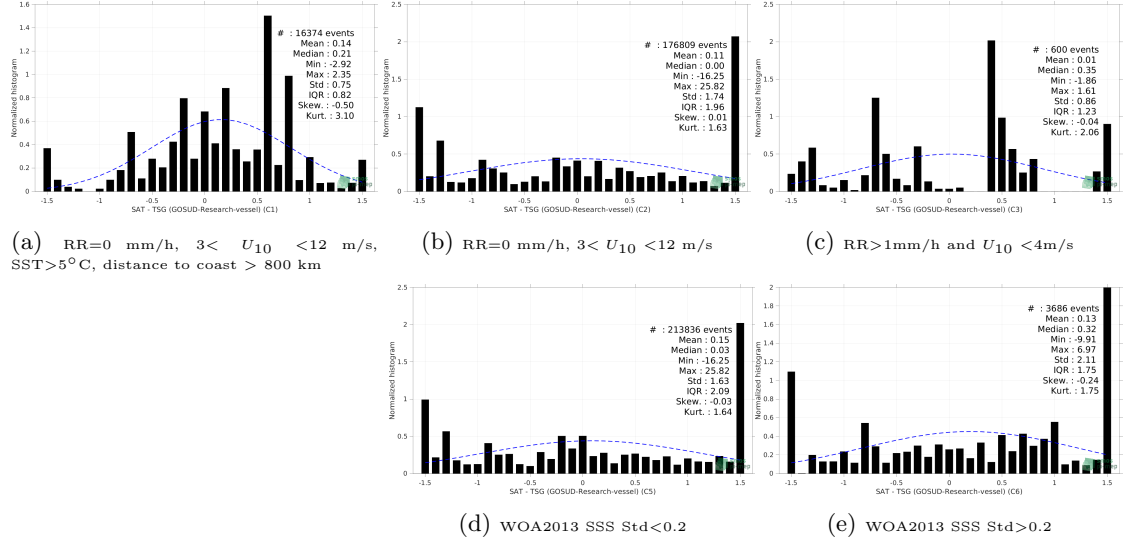 1.6
1.4
1.2
1
0.8
0.6
0.4
0.2
0
Normalized histogram
# : 16374 events
Mean : 0.14
Median : 0.21
Min : -2.92
Max : 2.35
Std : 0.75
IQR : 0.82
Skew. : -0.50
Kurt. : 3.10
-1.5 -1 -0.5 0 0.5 1 1.5
SAT - TSG (GOSUD-Research-vessel) (C1)
(a) RR=0 mm/h, 3< U10 <12 m/s,
SST>5°C, distance to coast > 800 km
2.5
2
1.5
1
0.5
0
Normalized histogram
# : 176809 events
Mean : 0.11
Median : 0.00
Min : -16.25
Max : 25.82
Std : 1.74
IQR : 1.96
Skew. : 0.01
Kurt. : 1.63
-1.5 -1 -0.5 0 0.5 1 1.5
SAT - TSG (GOSUD-Research-vessel) (C2)
(b) RR=0 mm/h, 3< U10 <12 m/s
2.5
2
1.5
1
0.5
0
Normalized histogram
# : 600 events
Mean : 0.01
Median : 0.35
Min : -1.86
Max : 1.61
Std : 0.86
IQR : 1.23
Skew. : -0.04
Kurt. : 2.06
-1.5 -1 -0.5 0 0.5 1 1.5
SAT - TSG (GOSUD-Research-vessel) (C3)
(c) RR>1mm/h and U10 <4m/s
2.5
2
1.5
1
0.5
0
Normalized histogram
# : 213836 events
Mean : 0.15
Median : 0.03
Min : -16.25
Max : 25.82
Std : 1.63
IQR : 2.09
Skew. : -0.03
Kurt. : 1.64
-1.5 -1 -0.5 0 0.5 1 1.5
SAT - TSG (GOSUD-Research-vessel) (C5)
(d) WOA2013 SSS Std<0.2
2
1.8
1.6
1.4
1.2
1
0.8
0.6
0.4
0.2
0
Normalized histogram
# : 3686 events
Mean : 0.13
Median : 0.32
Min : -9.91
Max : 6.97
Std : 2.11
IQR : 1.75
Skew. : -0.24
Kurt. : 1.75
-1.5 -1 -0.5 0 0.5 1 1.5
SAT - TSG (GOSUD-Research-vessel) (C6)
(e) WOA2013 SSS Std>0.2